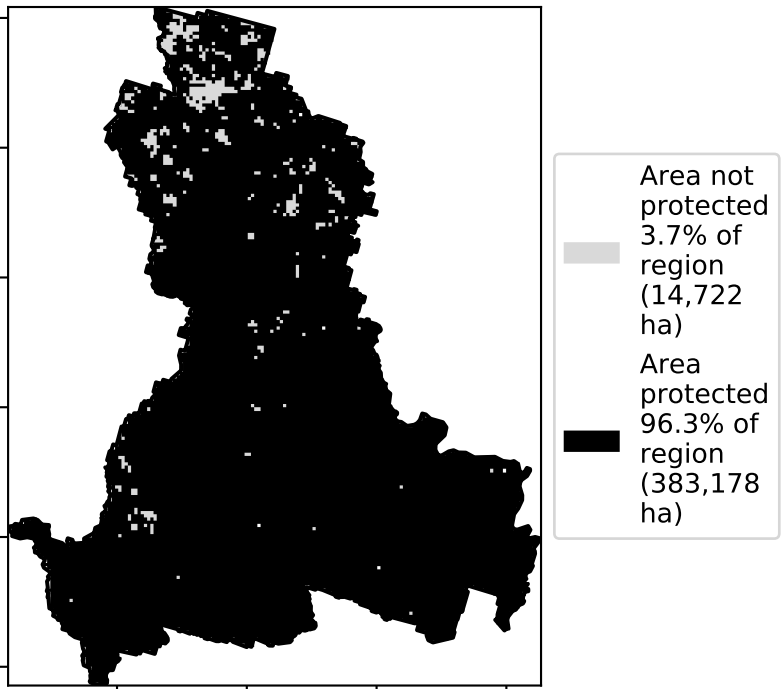 Area not
protected
3.7% of
region
(14,722
ha)
Area
protected
96.3% of
region
(383,178
ha)